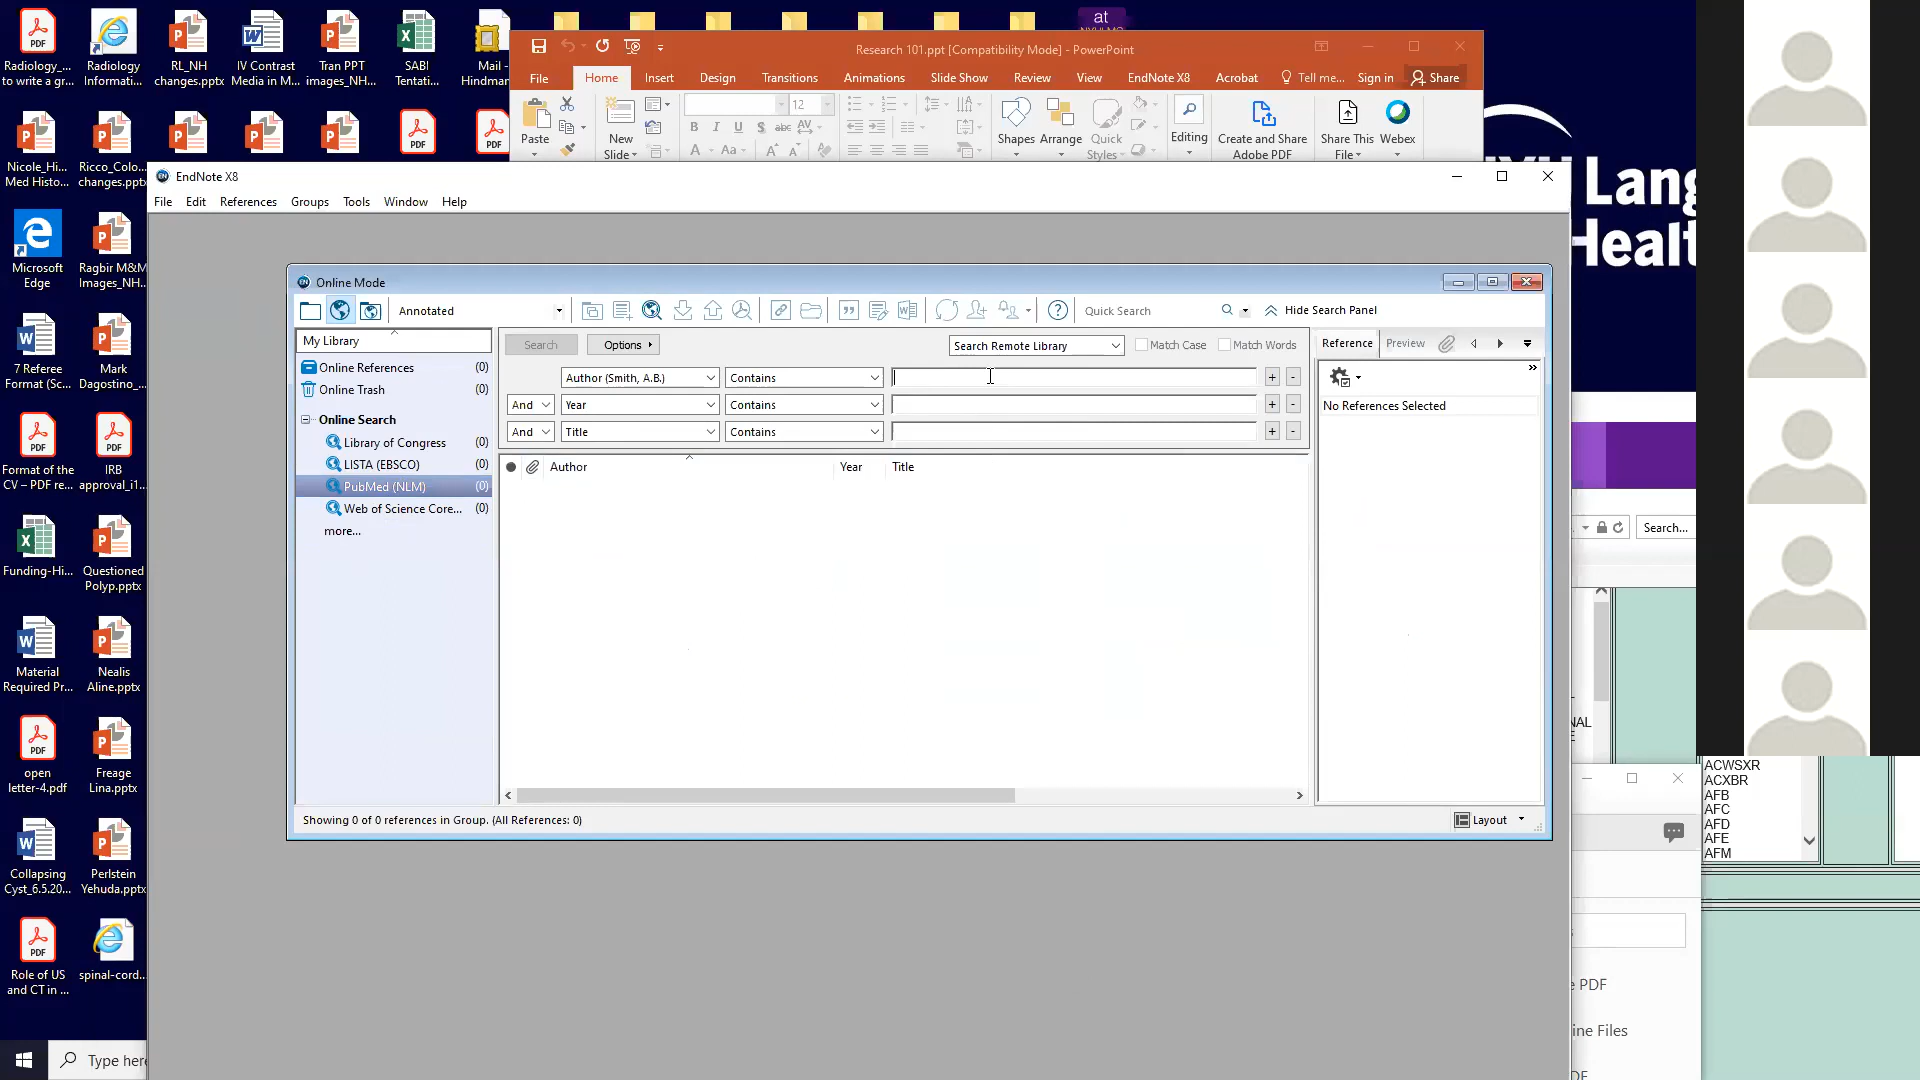 Radiology_...
to write a gr...
Radiology
Informati...
RL_NH
changes.pptx
IV Contrast
Media in M...
Tran PPT
images_NH...
SABI
Tentati...
Mail -
Hindman
at
Research 101.ppt [Compatibility Mode] - PowerPoint
File Home Insert Design Transitions Animations Slide Show Review View EndNote X8 Acrobat Tell me... Sign in Share
12
Paste
New
Slide
Shapes
Arrange
Quick
Styles
Editing
Create and Share
Adobe PDF
Share This
File
Webex
Nicole_Hi...
Med Histo...
Ricco_Colo...
changes.pptx
EndNote X8
File Edit References Groups Tools Window Help
Lang
Healt
Microsoft
Edge
Ragbir M&M
Images_NH...
Online Mode
Annotated
Quick Search
Hide Search Panel
My Library
Search
Options
Search Remote Library
Match Case
Match Words
Reference
Preview
Online References (0)
Online Trash (0)
Author (Smith, A.B.) Contains + -
And Year Contains + -
And Title Contains + -
No References Selected
Online Search
Library of Congress (0)
LISTA (EBSCO) (0)
PubMed (NLM) (0)
Web of Science Core... (0)
more...
Author Year Title
7 Referee
Format (Sc...
Mark
Dagostino...
Format of the
CV – PDF re...
IRB
approval_i1...
Funding-Hi...
Questioned
Polyp.pptx
Material
Required Pr...
Nealis
Aline.pptx
open
letter-4.pdf
Freage
Lina.pptx
Collapsing
Cyst_6.5.20...
Perlstein
Yehuda.pptx
Role of US
and CT in ...
spinal-cord...
Search...
NAL
E
Showing 0 of 0 references in Group. (All References: 0)
Layout
ACWSXR
ACXBR
AFB
AFC
AFD
AFE
AFM
e PDF
ine Files
DF
Type here